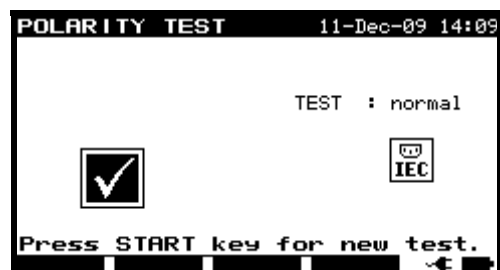 POLARITY TEST 11-Dec-09 14:09
TEST : normal
IEC
Press START key for new test.